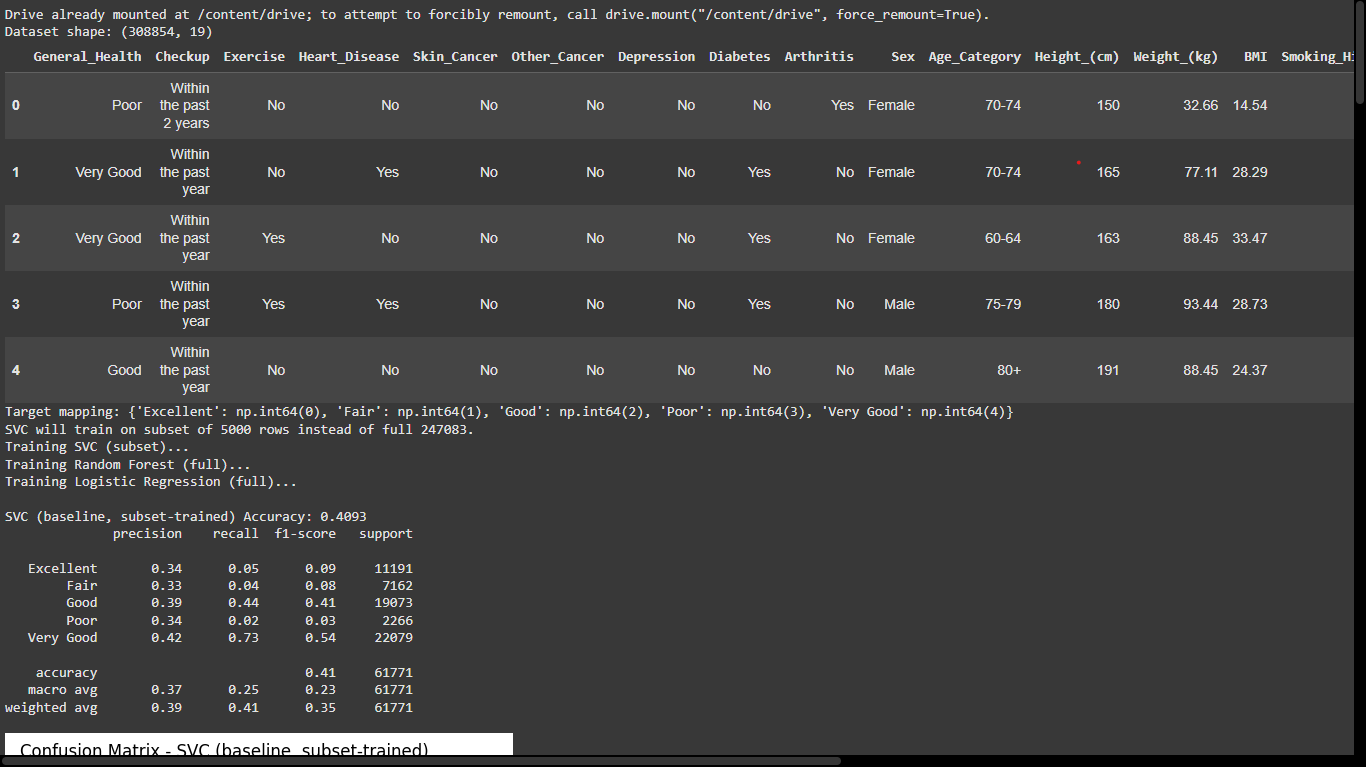 Drive already mounted at /content/drive; to attempt to forcibly remount, call drive.mount("/content/drive", force_remount=True).
Dataset shape: (308854, 19)
General_Health Checkup Exercise Heart_Disease Skin_Cancer Other_Cancer Depression Diabetes Arthritis Sex Age_Category Height_(cm) Weight_(kg) BMI
0 Poor Within the past 2 years No No No No No No Yes Female 70-74 150 32.66 14.54
1 Very Good Within the past year No Yes No No No Yes No Female 70-74 165 77.11 28.29
2 Very Good Within the past year Yes No No No No Yes No Female 60-64 163 88.45 33.47
3 Poor Within the past year Yes Yes No No No Yes No Male 75-79 180 93.44 28.73
4 Good Within the past year No No No No No No No Male 80+ 191 88.45 24.37
Target mapping: {'Excellent': np.int64(0), 'Fair': np.int64(1), 'Good': np.int64(2), 'Poor': np.int64(3), 'Very Good': np.int64(4)}
SVC will train on subset of 5000 rows instead of full 247083.
Training SVC (subset)...
Training Random Forest (full)...
Training Logistic Regression (full)...
SVC (baseline, subset-trained) Accuracy: 0.4093
precision recall f1-score support
Excellent 0.34 0.05 0.09 11191
Fair 0.33 0.04 0.08 7162
Good 0.39 0.44 0.41 19073
Poor 0.34 0.02 0.03 2266
Very Good 0.42 0.73 0.54 22079
accuracy 0.41 61771
macro avg 0.37 0.25 0.23 61771
weighted avg 0.39 0.41 0.35 61771
Confusion Matrix - SVC (baseline, subset-trained)